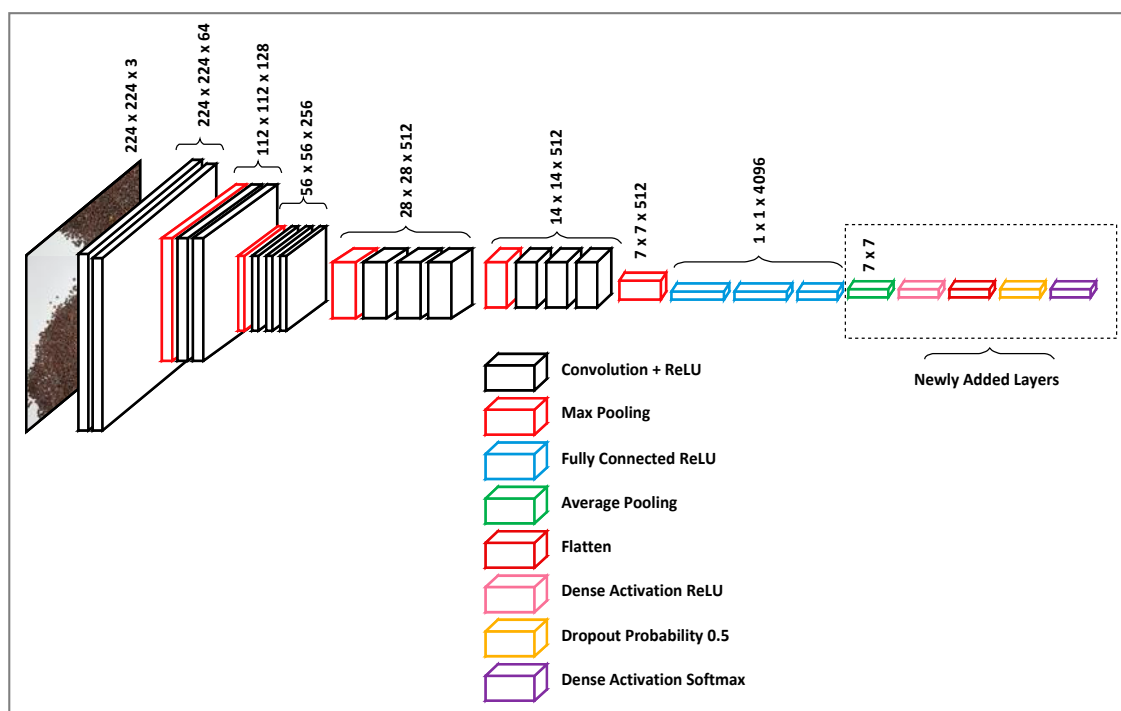 224 x 224 x 3
224 x 224 x 64
112 x 112 x 128
56 x 56 x 256
28 x 28 x 512
14 x 14 x 512
7 x 7 x 512
1 x 1 x 4096
7 x 7
Newly Added Layers
Convolution + ReLU
Max Pooling
Fully Connected ReLU
Average Pooling
Flatten
Dense Activation ReLU
Dropout Probability 0.5
Dense Activation Softmax